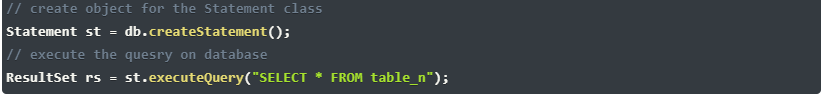 // create object for the Statement class
Statement st = db.createStatement();
// execute the quesry on database
ResultSet rs = st.executeQuery("SELECT * FROM table_n");